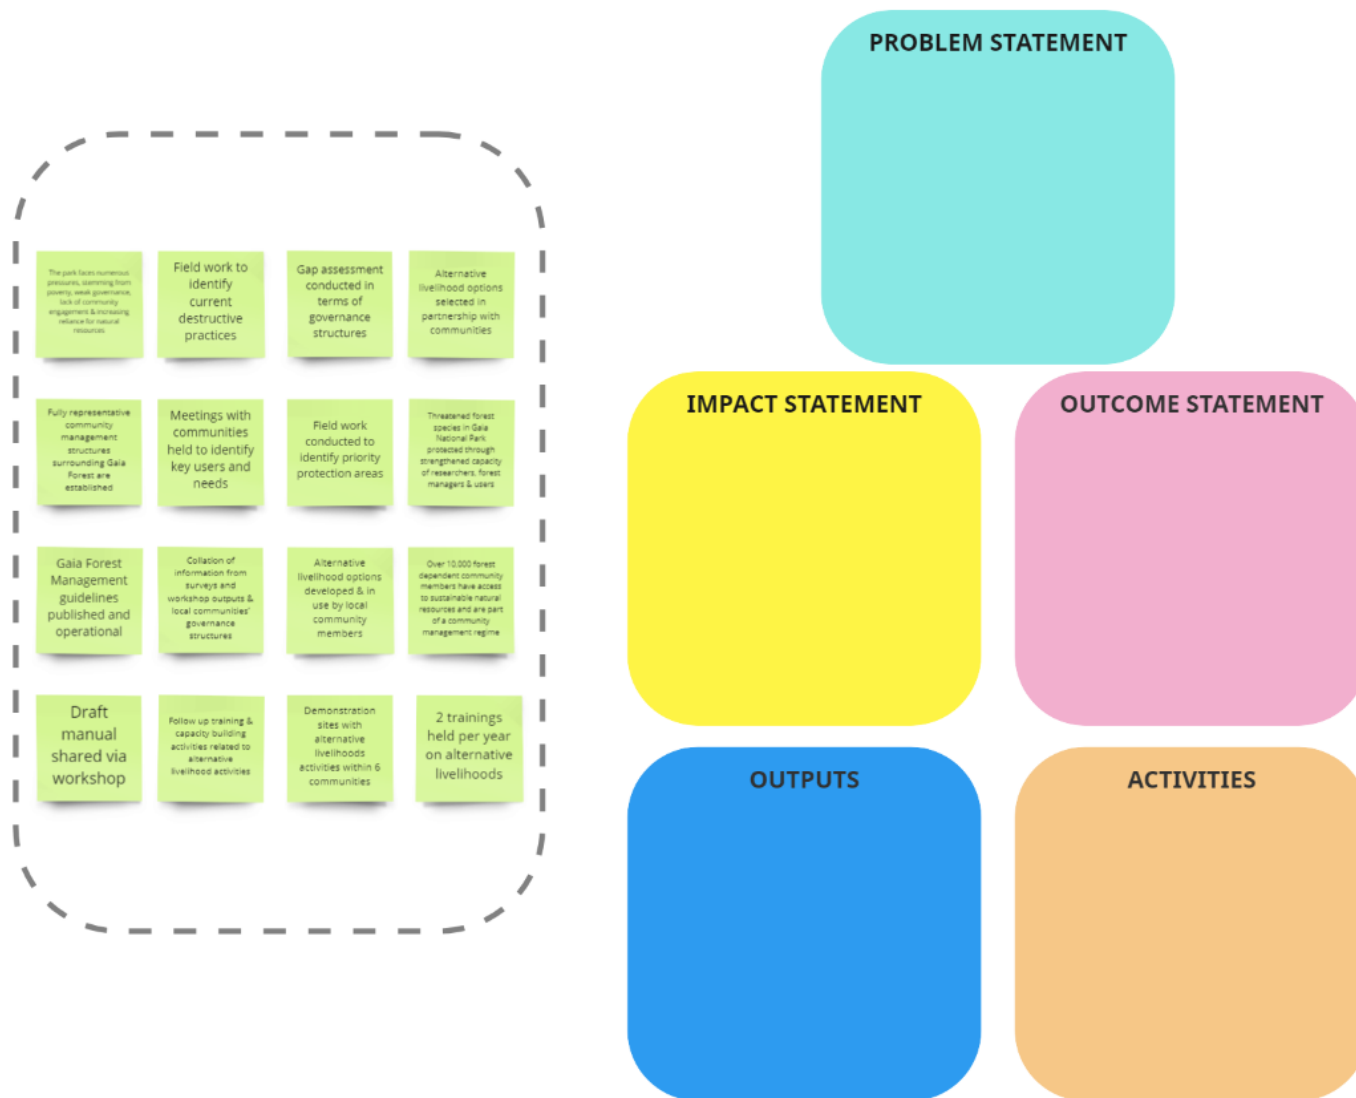 PROBLEM STATEMENT
The park faces numerous
pressures, stemming from
poverty, weak governance,
lack of community
engagement & increasing
reliance for natural
resources
Field work to
identify
current
destructive
practices
Gap assessment
conducted in
terms of
governance
structures
Alternative
livelihood options
selected in
partnership with
communities
Fully representative
community
management
structures
surrounding Gaia
Forest are
established
Meetings with
communities
held to identify
key users and
needs
Field work
conducted to
identify priority
protection areas
Threatened forest
species in Gaia
National Park
protected through
strengthened capacity
of researchers, forest
managers & users
Gaia Forest
Management
guidelines
published and
operational
Collation of
information from
surveys and
workshop outputs &
local communities'
governance
structures
Alternative
livelihood options
developed & in
use by local
community
members
Over 10,000 forest
dependent community
members have access
to sustainable natural
resources and are part
of a community
management regime
Draft
manual
shared via
workshop
Follow up training &
capacity building
activities related to
alternative
livelihood activities
Demonstration
sites with
alternative
livelihoods
activities within 6
communities
2 trainings
held per year
on alternative
livelihoods
IMPACT STATEMENT
OUTCOME STATEMENT
OUTPUTS
ACTIVITIES